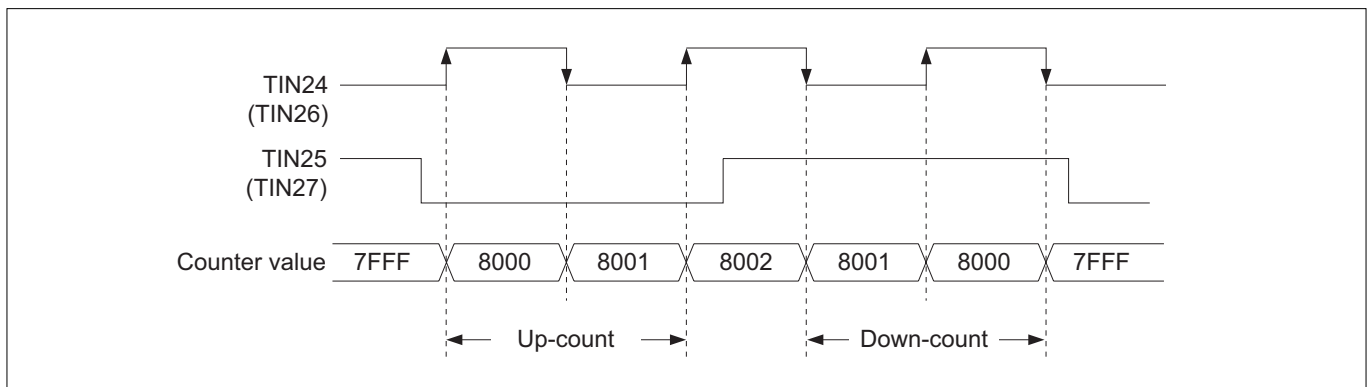 TIN24
(TIN26)
TIN25
(TIN27)
Counter value 7FFF 8000 8001 8002 8001 8000 7FFF
Up-count Down-count